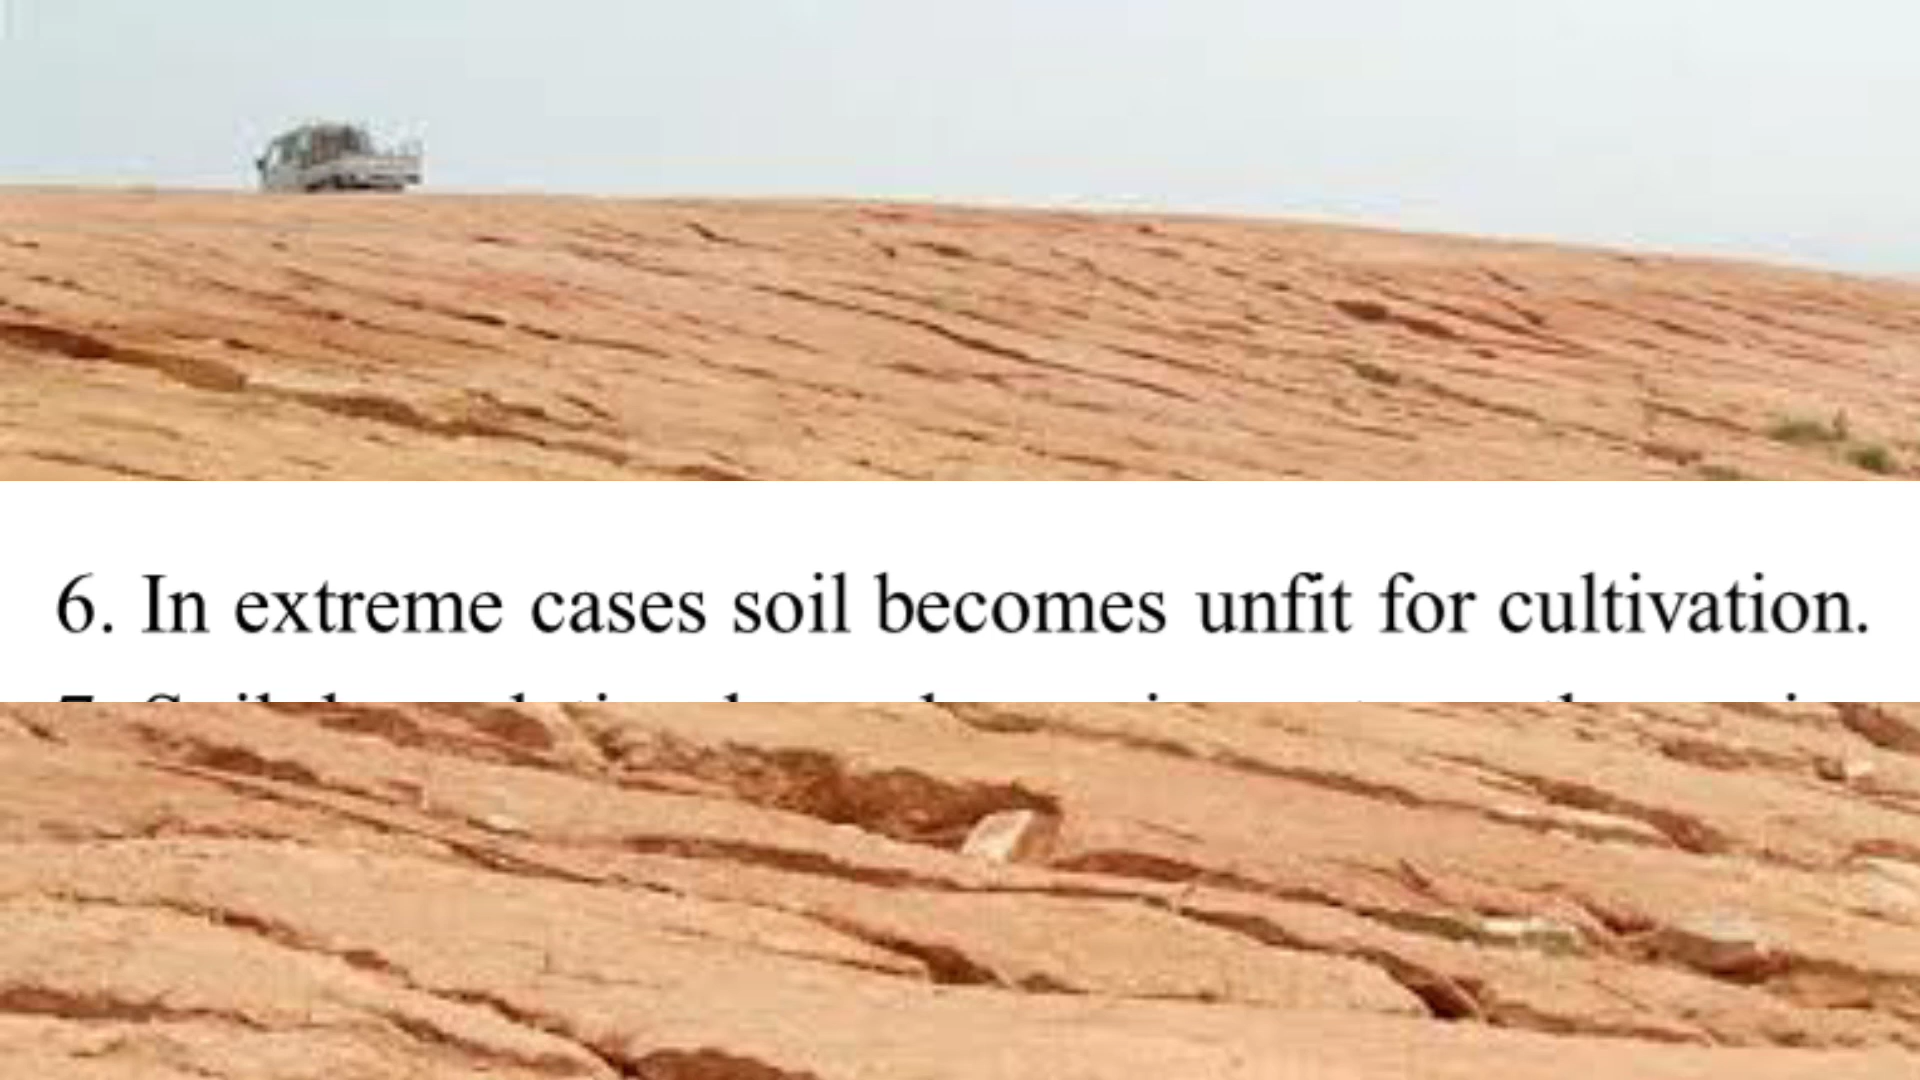 6. In extreme cases soil becomes unfit for cultivation.